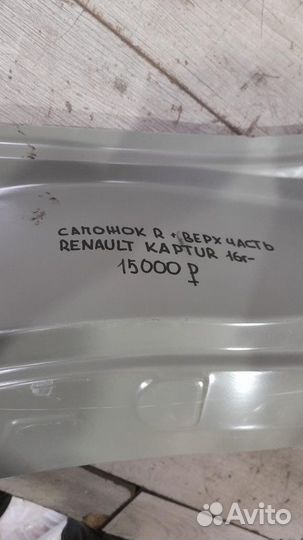 САПОЖОК R + ВЕРХ ЧАСТЬ
RENAULT KAPTUR 16г-
15000 ₽
Avito